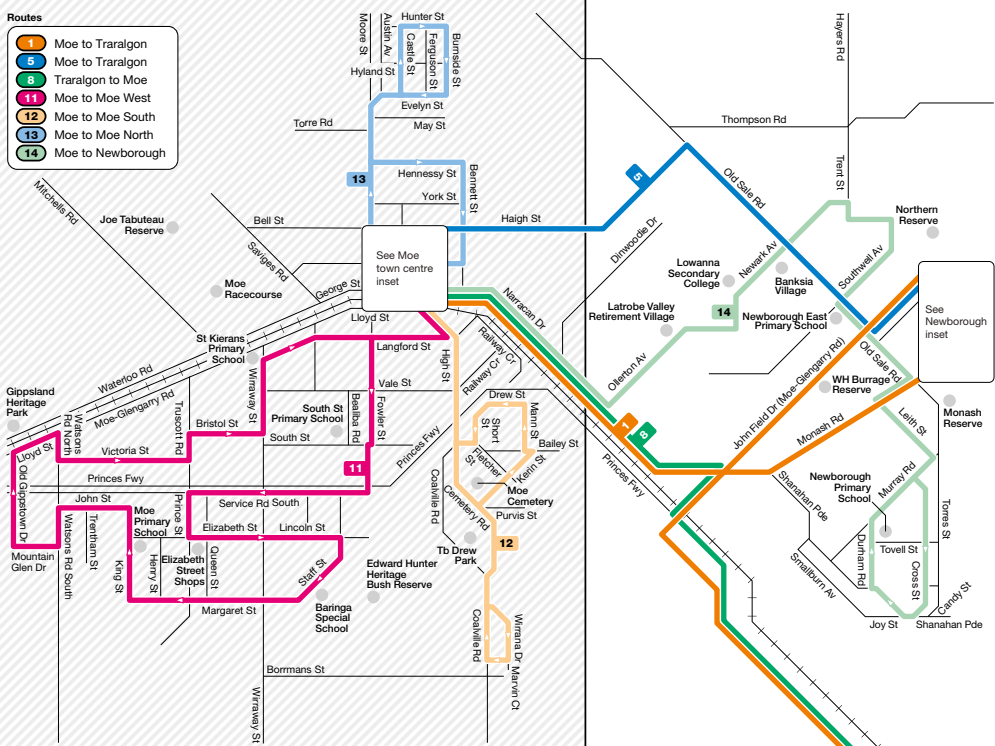 Routes
1 Moe to Traralgon
5 Moe to Traralgon
8 Traralgon to Moe
11 Moe to Moe West
12 Moe to Moe South
13 Moe to Moe North
14 Moe to Newborough
Moore St
Austin Av
Hunter St
Castle St
Ferguson St
Burnside St
Hyland St
Evelyn St
May St
Torre Rd
Hennessy St
13
Bennett St
York St
Haigh St
Bell St
Mitchells Rd
Joe Tabuteau
Reserve
Saviges Rd
Moe
Racecourse
George St
See Moe
town centre
inset
Lloyd St
Langford St
St Kierans
Primary
School
Waterloo Rd
Moe-Glengarry Rd
Gippsland
Heritage
Park
Lloyd St
Watsons
Rd North
Victoria St
Truscott Rd
Bristol St
Wirraway St
South St
Primary School
South St
Bealba Rd
Vale St
Fowler St
11
Princes Fwy
Princes Fwy
Old Gippstown Dr
John St
Service Rd South
Prince St
Elizabeth St
Lincoln St
Moe
Primary
School
Watsons Rd South
Trentham St
King St
Henry St
Elizabeth
Street
Shops
Queen St
Staff St
Mountain
Glen Dr
Margaret St
Baringa
Special
School
Edward Hunter
Heritage
Bush Reserve
Borrmans St
Wirraway St
High St
Railway Cr
Railway Cr
Narracan Dr
Drew St
Short
St
Mann St
Bailey St
Fletcher
St
Kerin St
Moe
Cemetery
Coalville Rd
Cemetery Rd
Purvis St
12
Tb Drew
Park
Coalville Rd
Wirrana Dr
Marvin Ct
Hayers Rd
Thompson Rd
5
Old Sale Rd
Trent St
Dinwoodie Dr
Newark Av
Lowanna
Secondary
College
Banksia
Village
Southwell Av
Northern
Reserve
14
Latrobe Valley
Retirement Village
Newborough East
Primary School
Ollerton Av
See
Newborough
inset
Old Sale Rd
WH Burrage
Reserve
John Field Dr (Moe-Glengarry Rd)
Monash Rd
Leith St
Monash
Reserve
1
8
Princes Fwy
Shanahan Pde
Newborough
Primary
School
Murray Rd
Torres St
Smallburn Av
Durham Rd
Tovell St
Cross St
Candy St
Joy St
Shanahan Pde